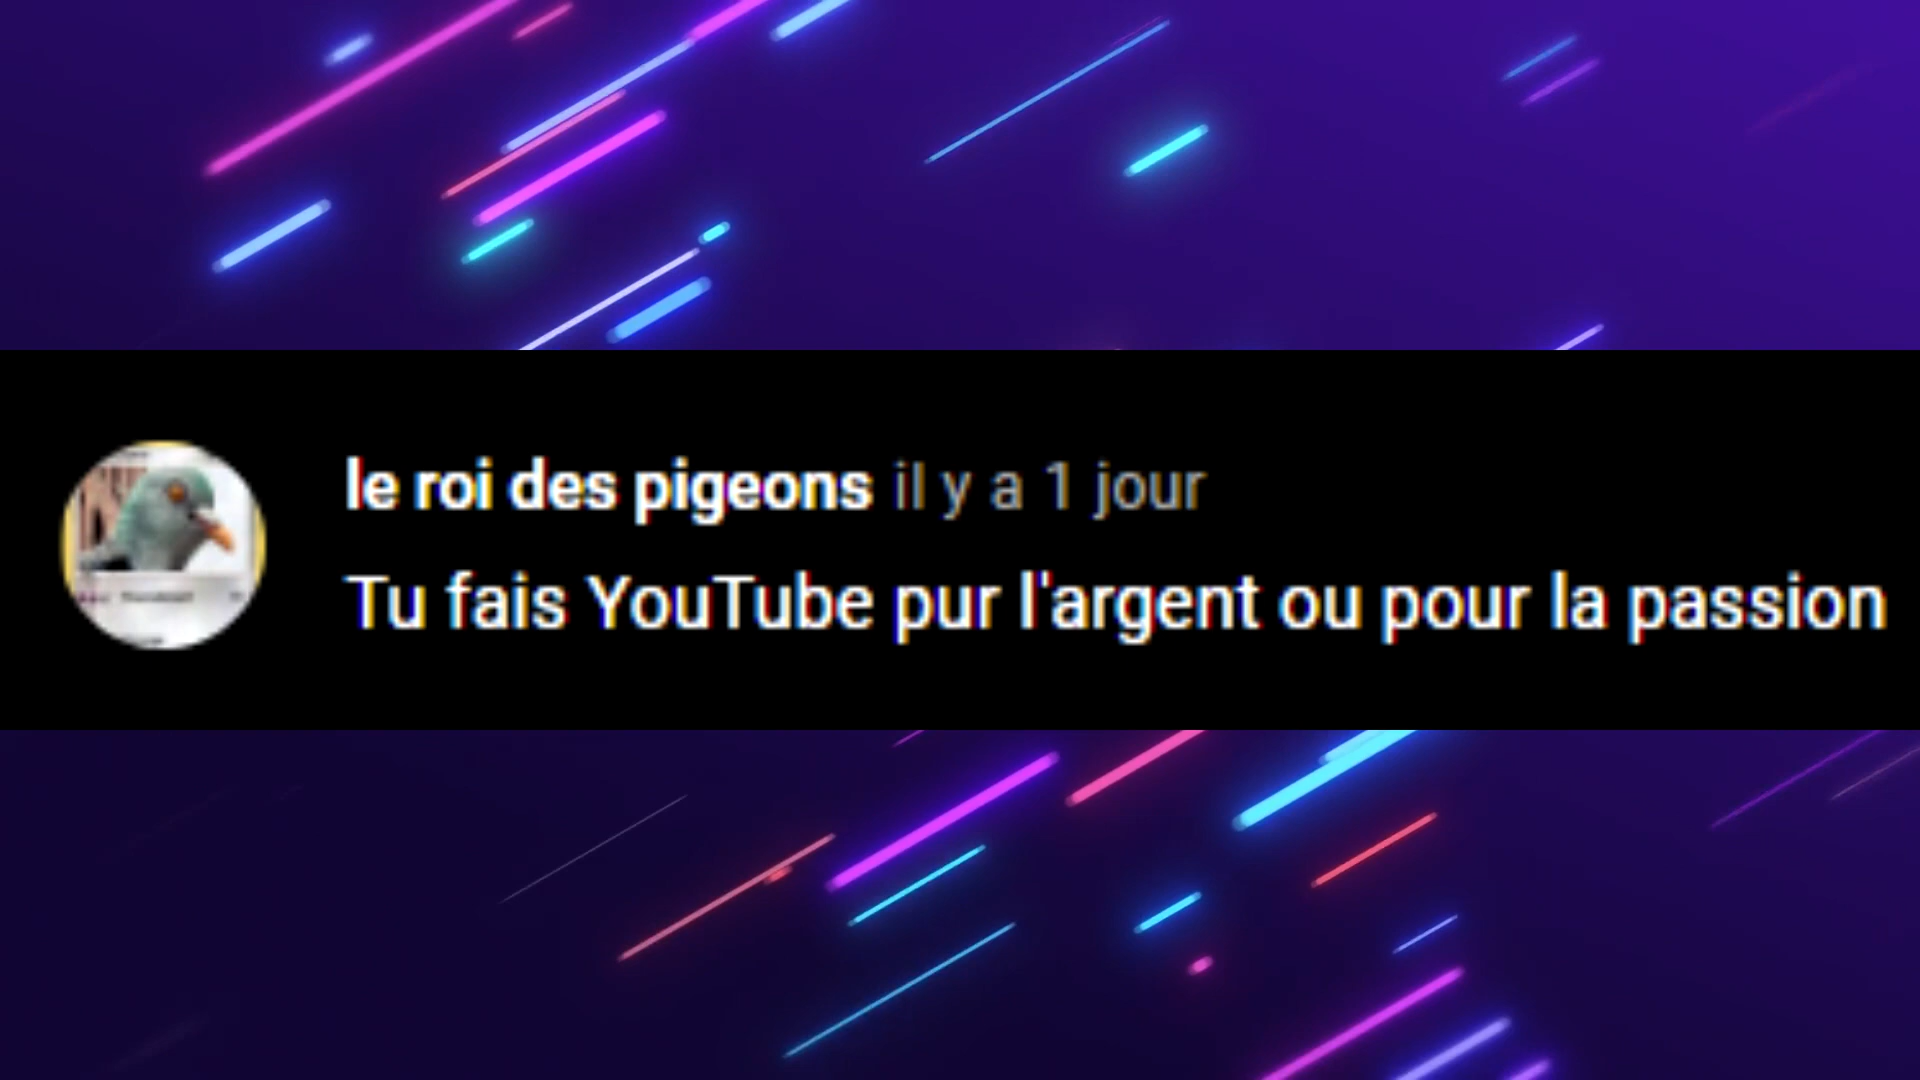 le roi des pigeons il y a 1 jour
Tu fais YouTube pur l'argent ou pour la passion